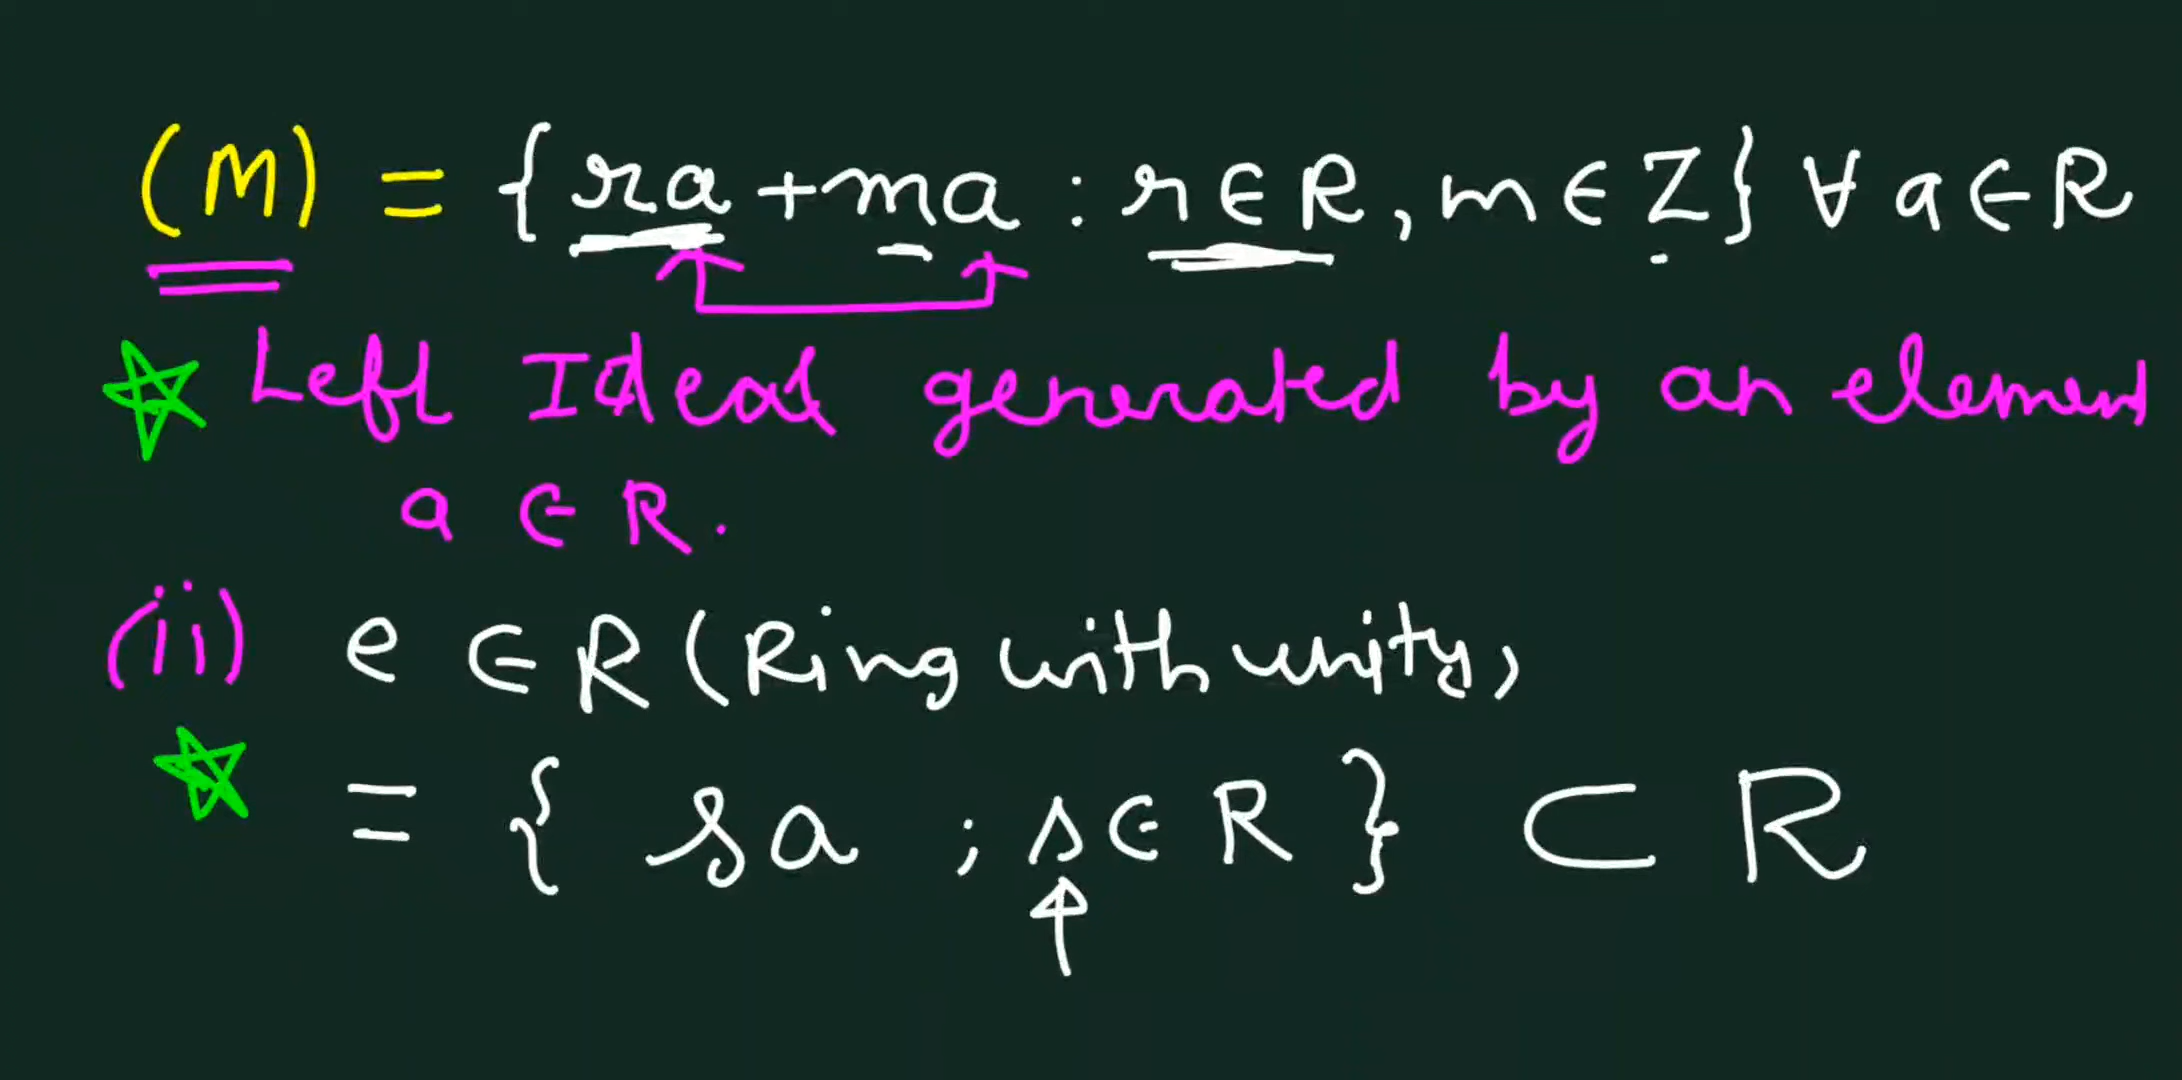 (M) = {ra + ma : r ∈ R, m ∈ Z} ∀ a ∈ R
Left Ideal generated by an element
a ∈ R.
(ii) e ∈ R (Ring with unity,
= { sa ; s ∈ R } ⊂ R